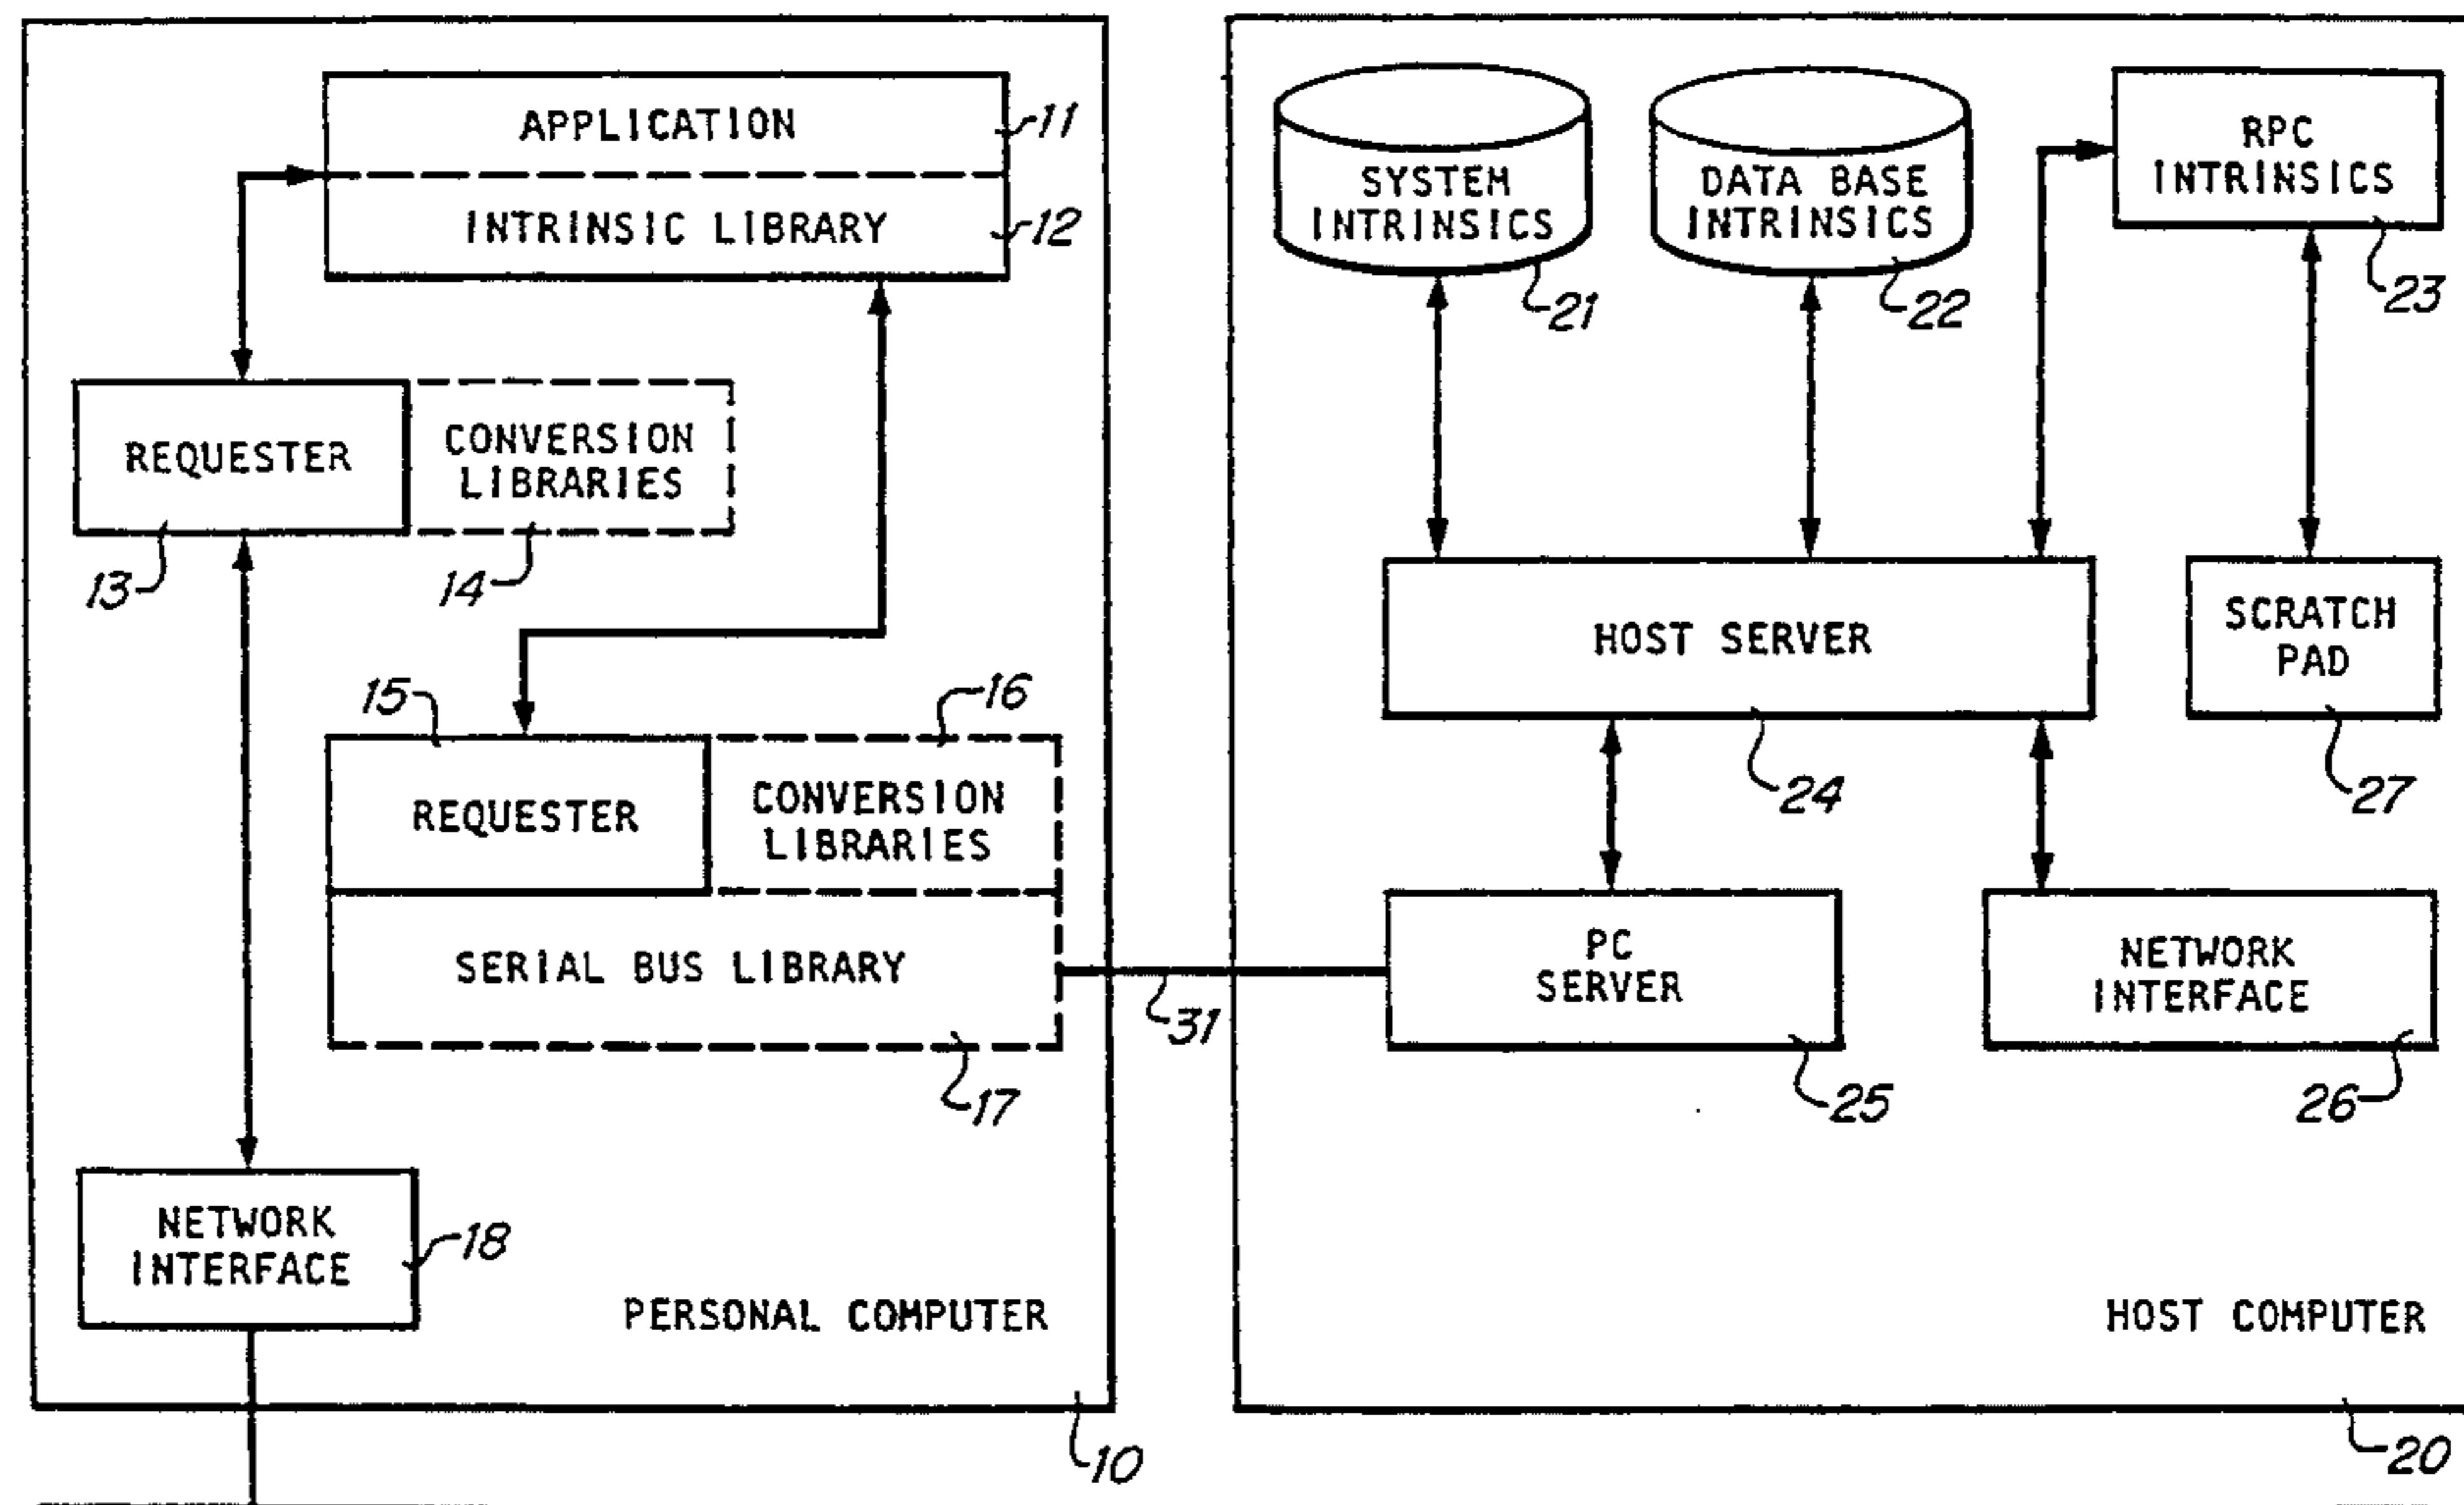 APPLICATION
11
INTRINSIC LIBRARY
12
REQUESTER
13
CONVERSION
LIBRARIES
14
15
REQUESTER
16
CONVERSION
LIBRARIES
SERIAL BUS LIBRARY
17
31
NETWORK
INTERFACE
18
PERSONAL COMPUTER
10
SYSTEM
INTRINSICS
21
DATA BASE
INTRINSICS
22
RPC
INTRINSICS
23
HOST SERVER
24
SCRATCH
PAD
27
PC
SERVER
25
NETWORK
INTERFACE
26
HOST COMPUTER
20